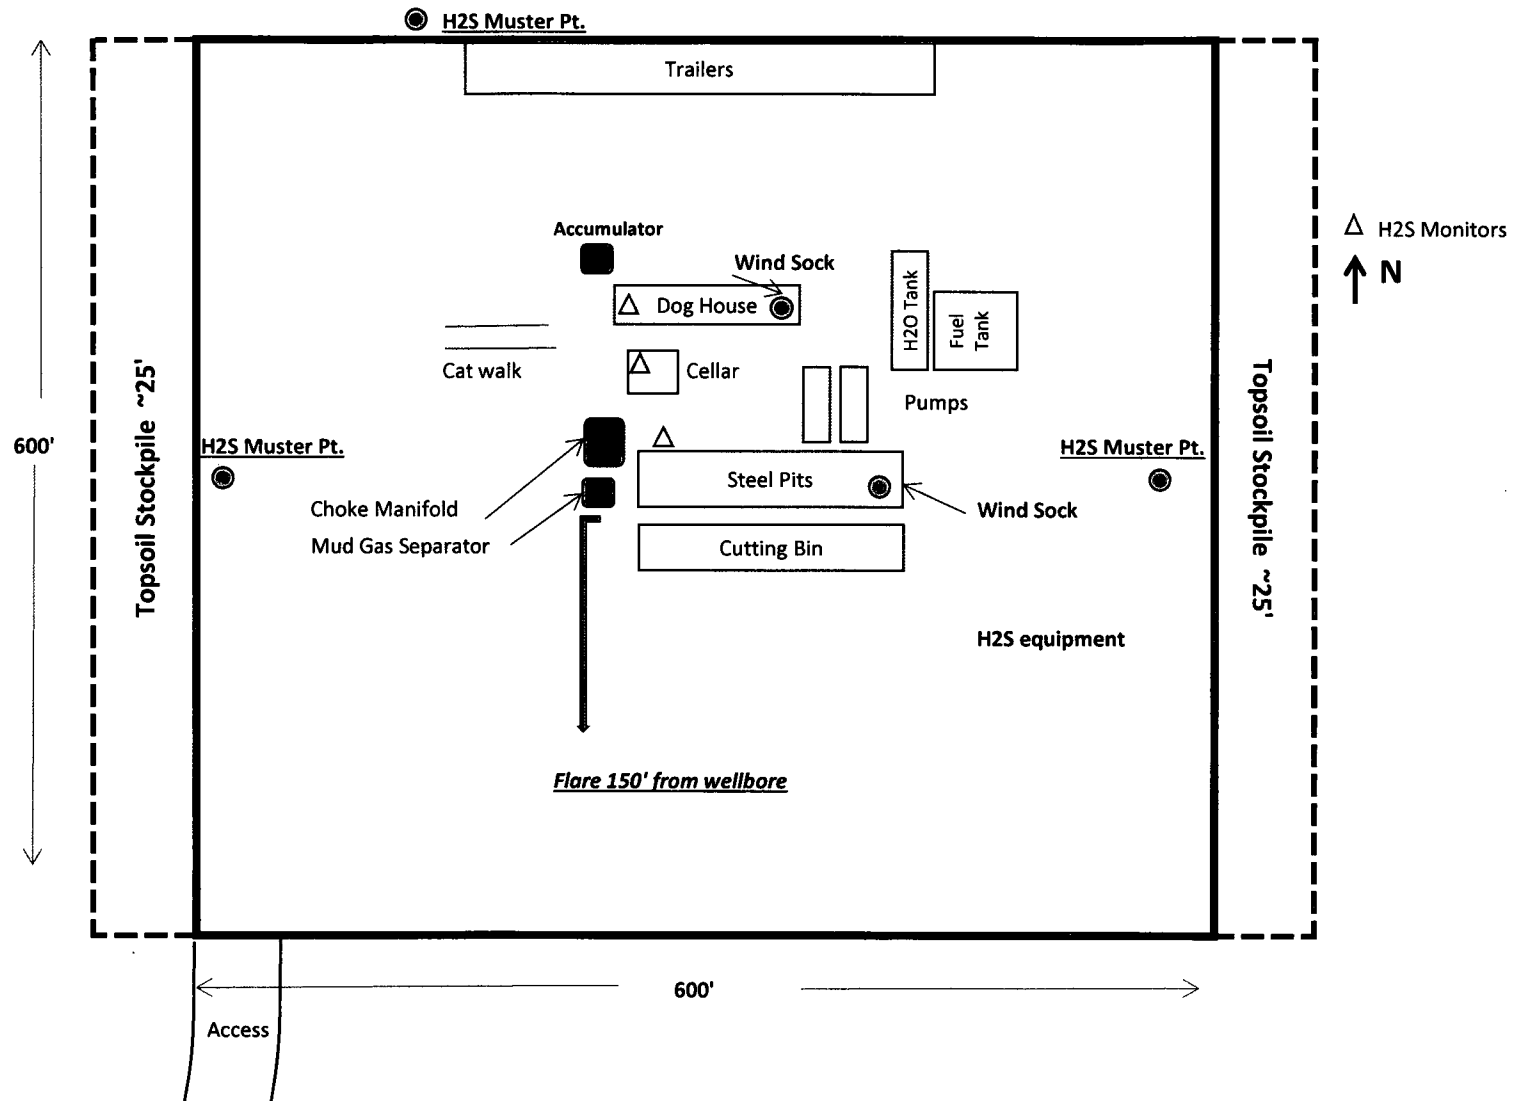 H2S Muster Pt.
Trailers
Accumulator
Wind Sock
Dog House
H2O Tank
Fuel
Tank
H2S Monitors
N
Cat walk
Cellar
Pumps
600'
Topsoil Stockpile ~25'
H2S Muster Pt.
H2S Muster Pt.
Topsoil Stockpile ~25'
Steel Pits
Choke Manifold
Wind Sock
Mud Gas Separator
Cutting Bin
H2S equipment
Flare 150' from wellbore
600'
Access